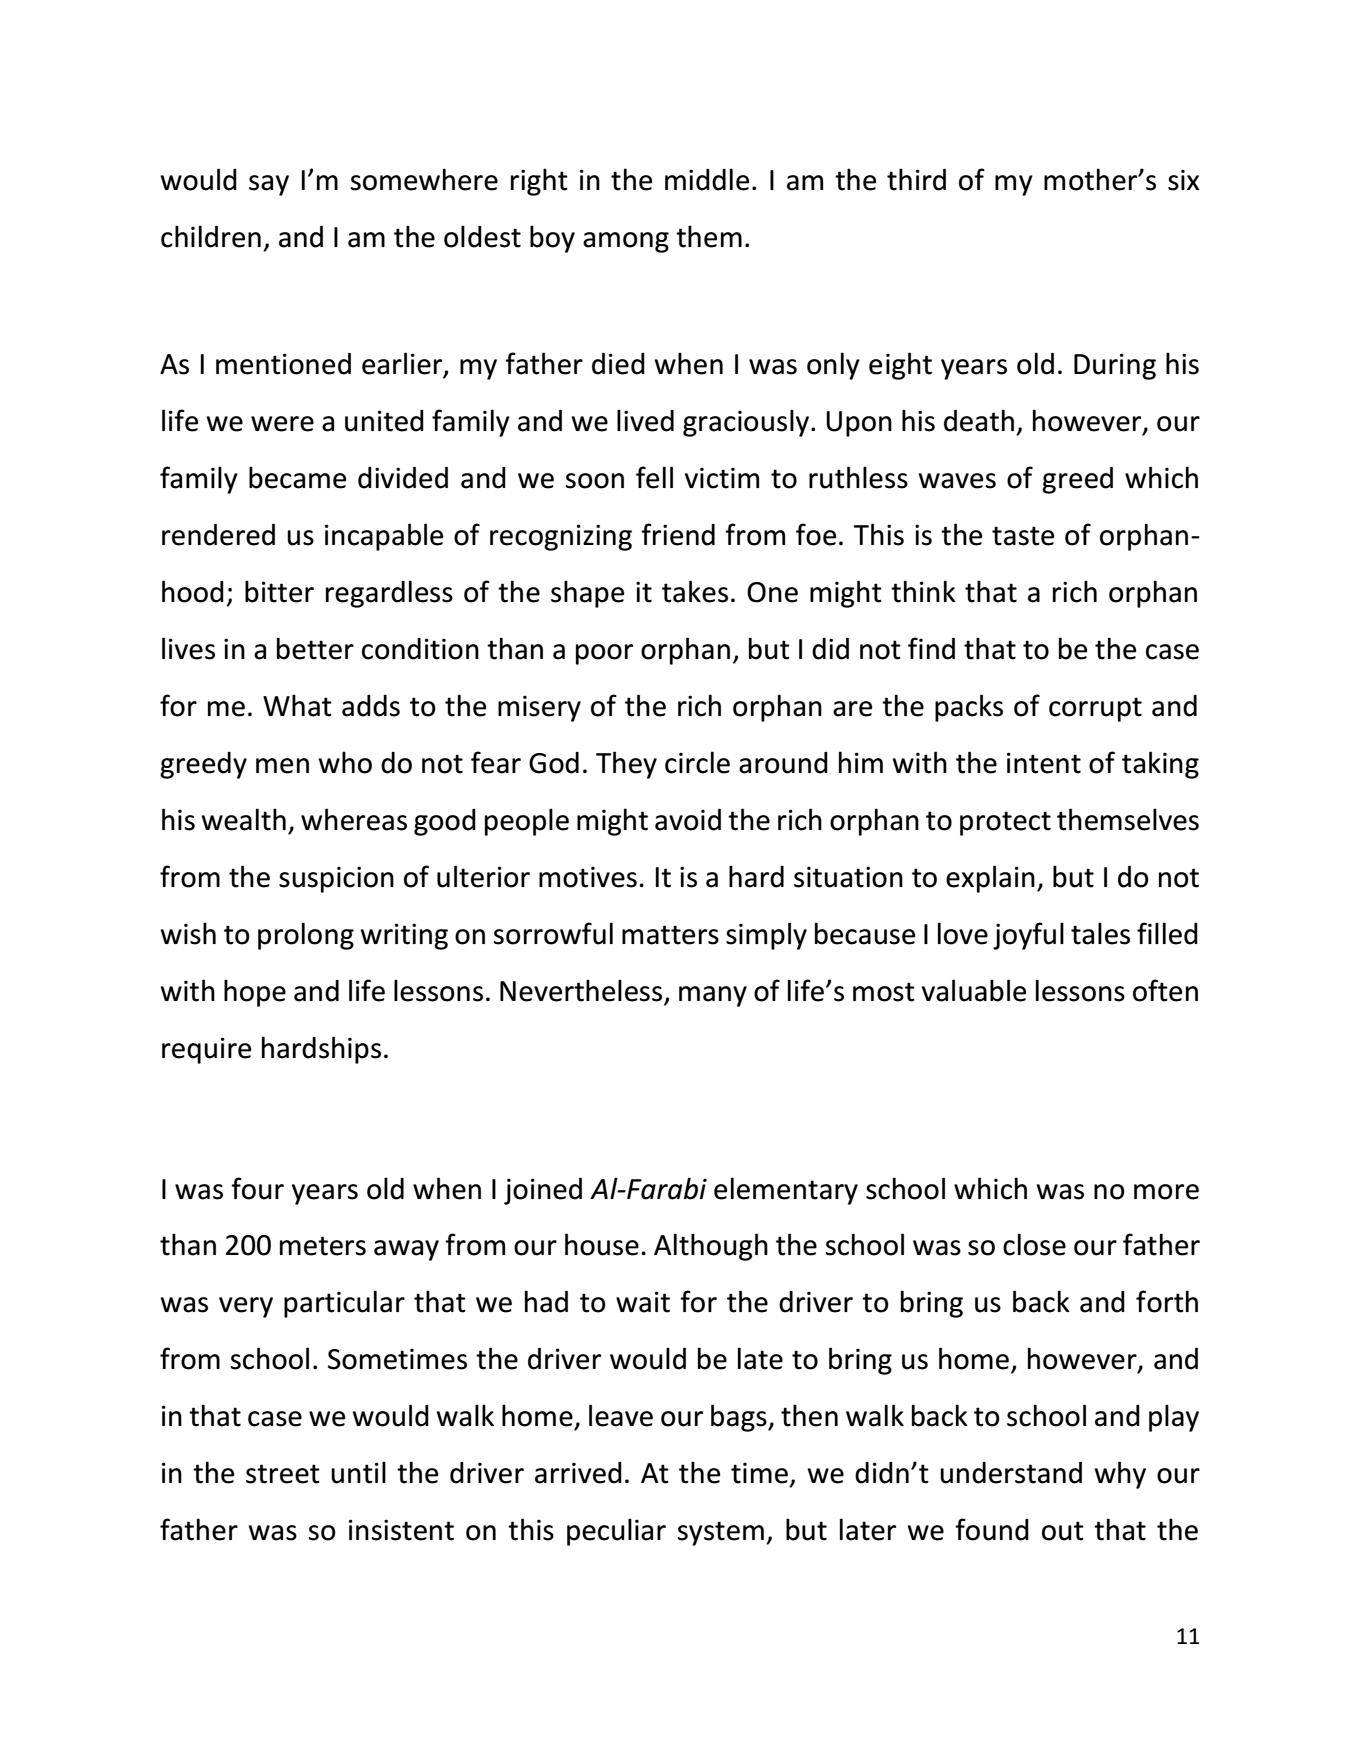 would say I’m somewhere right in the middle. I am the third of my mother’s six
children, and I am the oldest boy among them.
As I mentioned earlier, my father died when I was only eight years old. During his
life we were a united family and we lived graciously. Upon his death, however, our
family became divided and we soon fell victim to ruthless waves of greed which
rendered us incapable of recognizing friend from foe. This is the taste of orphan-
hood; bitter regardless of the shape it takes. One might think that a rich orphan
lives in a better condition than a poor orphan, but I did not find that to be the case
for me. What adds to the misery of the rich orphan are the packs of corrupt and
greedy men who do not fear God. They circle around him with the intent of taking
his wealth, whereas good people might avoid the rich orphan to protect themselves
from the suspicion of ulterior motives. It is a hard situation to explain, but I do not
wish to prolong writing on sorrowful matters simply because I love joyful tales filled
with hope and life lessons. Nevertheless, many of life’s most valuable lessons often
require hardships.
I was four years old when I joined Al-Farabi elementary school which was no more
than 200 meters away from our house. Although the school was so close our father
was very particular that we had to wait for the driver to bring us back and forth
from school. Sometimes the driver would be late to bring us home, however, and
in that case we would walk home, leave our bags, then walk back to school and play
in the street until the driver arrived. At the time, we didn’t understand why our
father was so insistent on this peculiar system, but later we found out that the
11